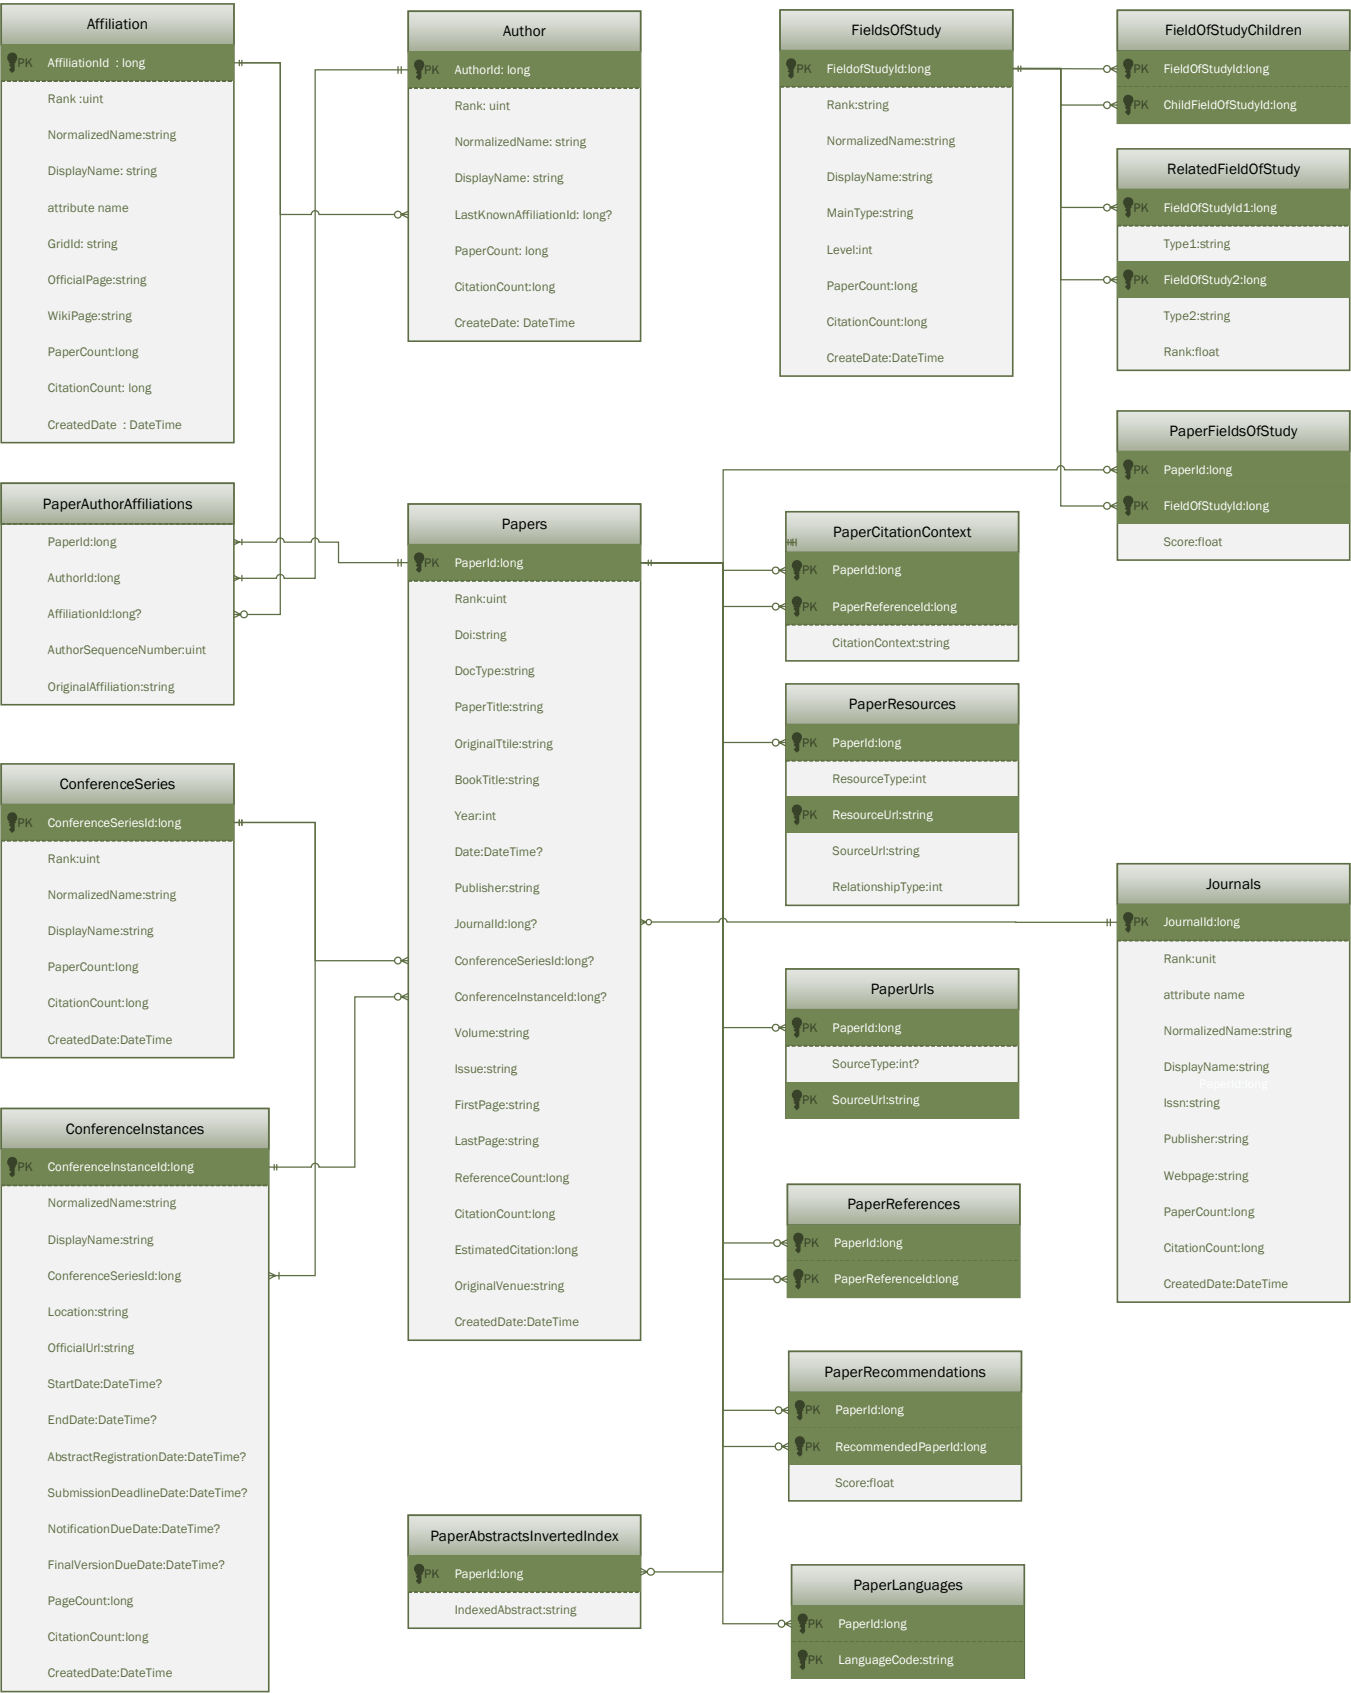 Affiliation
PK AffiliationId : long
Rank :uint
NormalizedName:string
DisplayName: string
attribute name
GridId: string
OfficialPage:string
WikiPage:string
PaperCount:long
CitationCount: long
CreatedDate : DateTime
Author
PK AuthorId: long
Rank: uint
NormalizedName: string
DisplayName: string
LastKnownAffiliationId: long?
PaperCount: long
CitationCount:long
CreateDate: DateTime
FieldsOfStudy
PK FieldofStudyId:long
Rank:string
NormalizedName:string
DisplayName:string
MainType:string
Level:int
PaperCount:long
CitationCount:long
CreateDate:DateTime
FieldOfStudyChildren
PK FieldOfStudyId:long
PK ChildFieldOfStudyId:long
RelatedFieldOfStudy
PK FieldOfStudyId1:long
Type1:string
PK FieldOfStudy2:long
Type2:string
Rank:float
PaperFieldsOfStudy
PK PaperId:long
PK FieldOfStudyId:long
Score:float
PaperAuthorAffiliations
PaperId:long
AuthorId:long
AffiliationId:long?
AuthorSequenceNumber:uint
OriginalAffiliation:string
Papers
PK PaperId:long
Rank:uint
Doi:string
DocType:string
PaperTitle:string
OriginalTtile:string
BookTitle:string
Year:int
Date:DateTime?
Publisher:string
JournalId:long?
ConferenceSeriesId:long?
ConferenceInstanceId:long?
Volume:string
Issue:string
FirstPage:string
LastPage:string
ReferenceCount:long
CitationCount:long
EstimatedCitation:long
OriginalVenue:string
CreatedDate:DateTime
PaperCitationContext
PK PaperId:long
PK PaperReferenceId:long
CitationContext:string
PaperResources
PK PaperId:long
ResourceType:int
PK ResourceUrl:string
SourceUrl:string
RelationshipType:int
ConferenceSeries
PK ConferenceSeriesId:long
Rank:uint
NormalizedName:string
DisplayName:string
PaperCount:long
CitationCount:long
CreatedDate:DateTime
Journals
PK JournalId:long
Rank:unit
attribute name
NormalizedName:string
DisplayName:string
PaperId:long
Issn:string
Publisher:string
Webpage:string
PaperCount:long
CitationCount:long
CreatedDate:DateTime
PaperUrls
PK PaperId:long
SourceType:int?
PK SourceUrl:string
ConferenceInstances
PK ConferenceInstanceId:long
NormalizedName:string
DisplayName:string
ConferenceSeriesId:long
Location:string
OfficialUrl:string
StartDate:DateTime?
EndDate:DateTime?
AbstractRegistrationDate:DateTime?
SubmissionDeadlineDate:DateTime?
NotificationDueDate:DateTime?
FinalVersionDueDate:DateTime?
PageCount:long
CitationCount:long
CreatedDate:DateTime
PaperReferences
PK PaperId:long
PK PaperReferenceId:long
PaperRecommendations
PK PaperId:long
PK RecommendedPaperId:long
Score:float
PaperAbstractsInvertedIndex
PK PaperId:long
IndexedAbstract:string
PaperLanguages
PK PaperId:long
PK LanguageCode:string